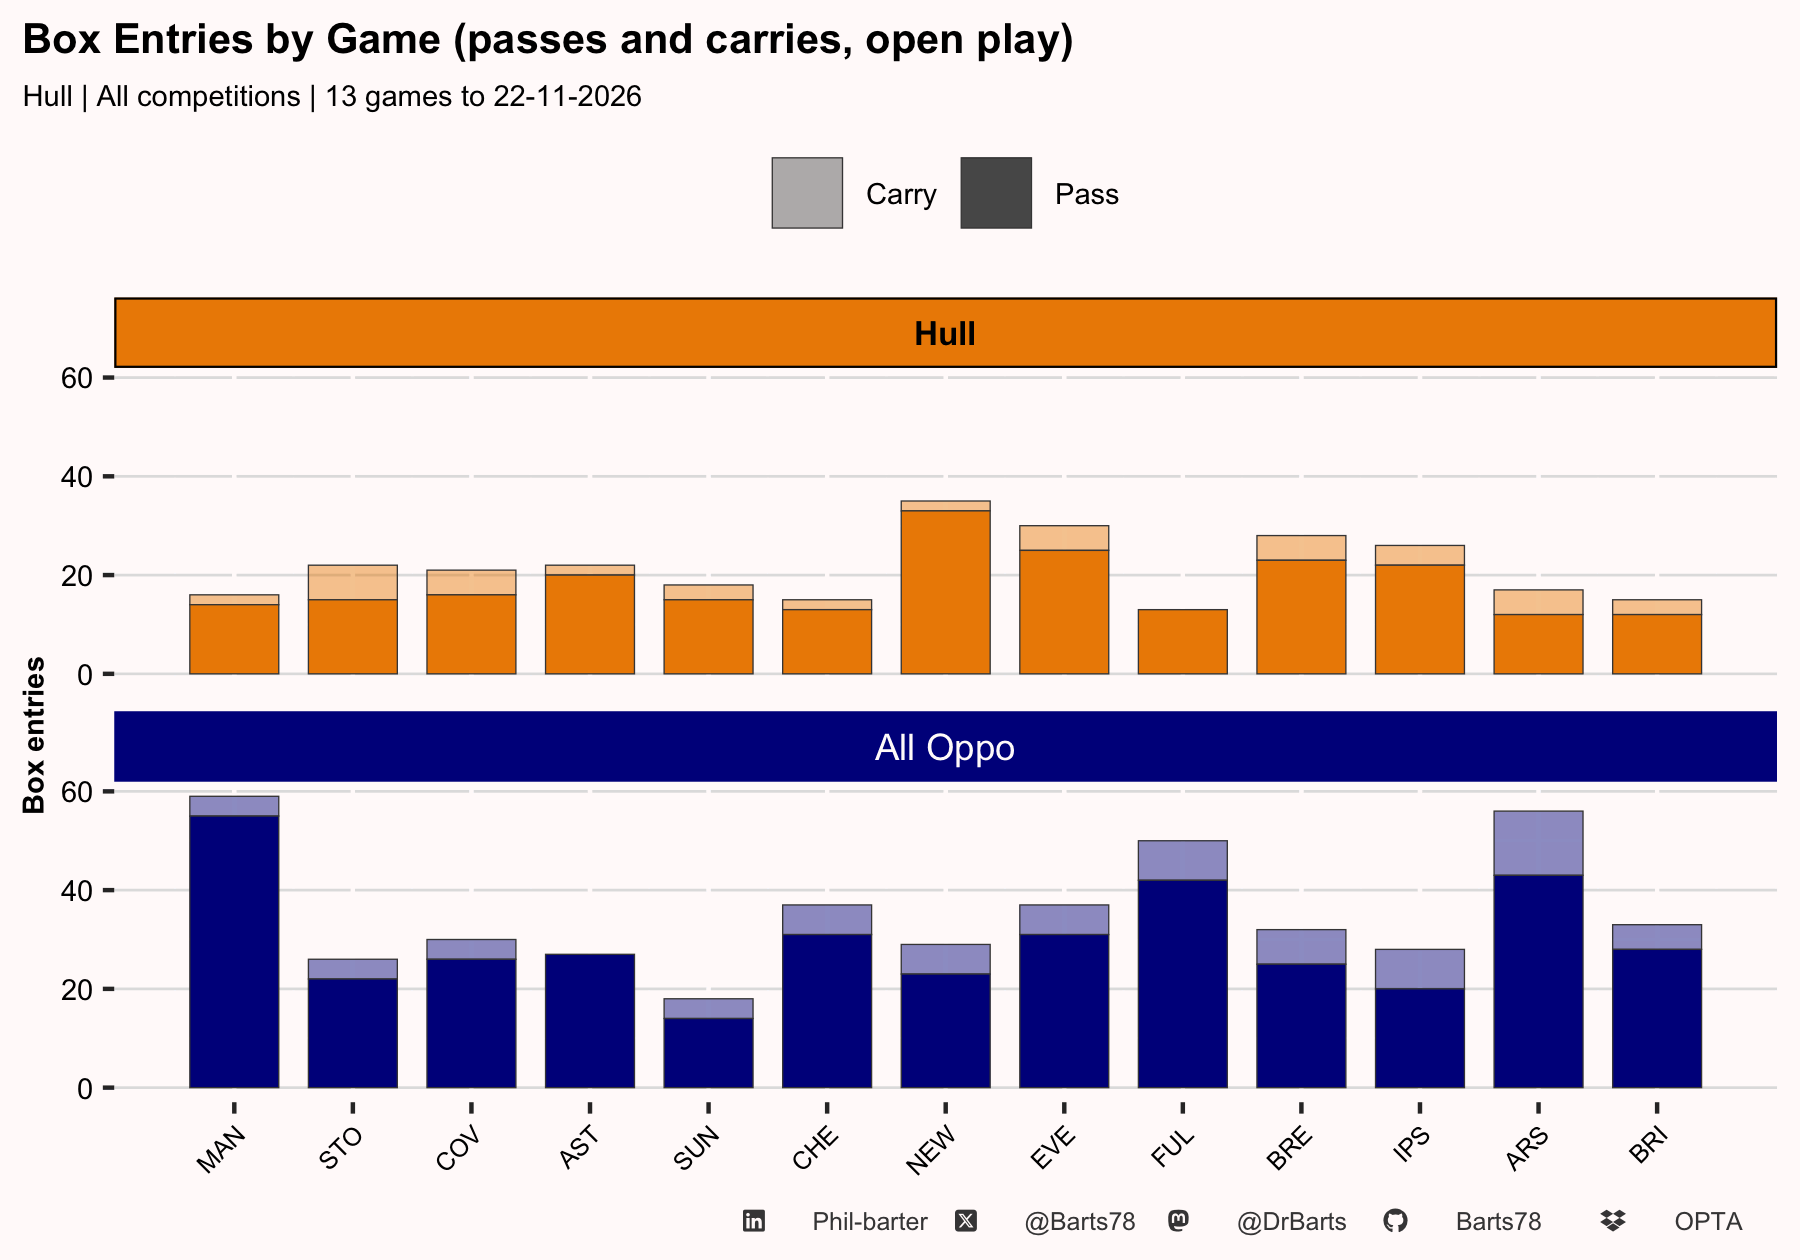 Box Entries by Game (passes and carries, open play)
Hull | All competitions | 13 games to 22-11-2026
Carry Pass
Hull
60
40
20
0
Box entries
All Oppo
60
40
20
0
MAN STO COV AST SUN CHE NEW EVE FUL BRE IPS ARS BRI
Phil-barter @Barts78 @DrBarts Barts78 OPTA